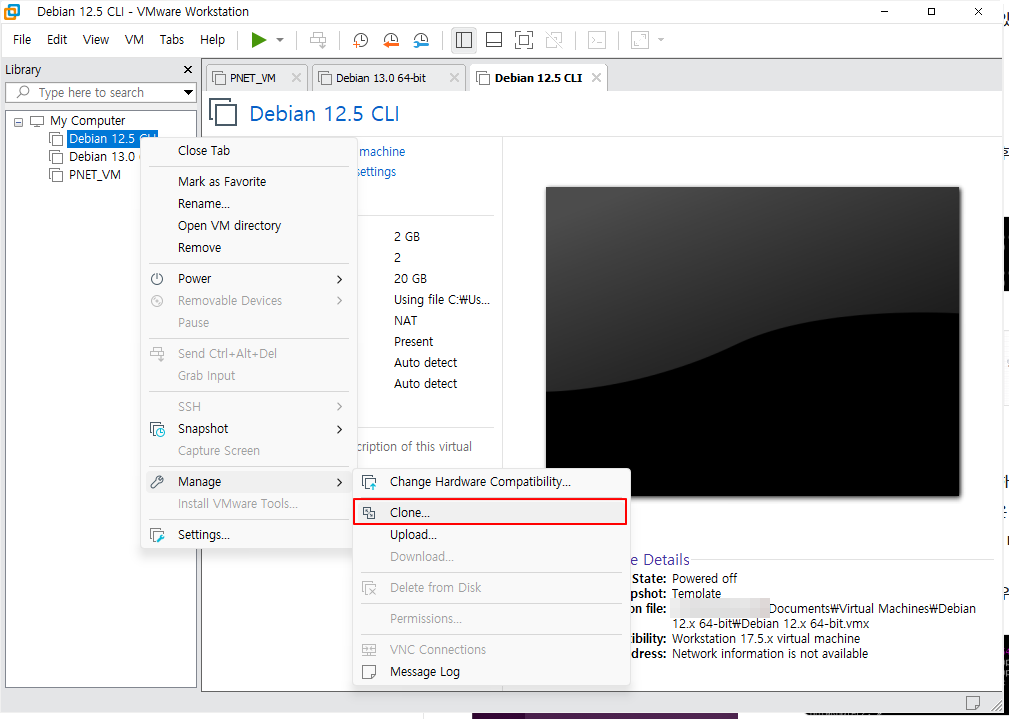 Debian 12.5 CLI - VMware Workstation
File Edit View VM Tabs Help
Library
Type here to search
My Computer
Debian 12.5 CLI
Debian 13.0
PNET_VM
PNET_VM
Debian 13.0 64-bit
Debian 12.5 CLI
Debian 12.5 CLI
machine
settings
2 GB
2
20 GB
Using file C:₩Us...
NAT
Present
Auto detect
Auto detect
cription of this virtual
Close Tab
Mark as Favorite
Rename...
Open VM directory
Remove
Power
Removable Devices
Pause
Send Ctrl+Alt+Del
Grab Input
SSH
Snapshot
Capture Screen
Manage
Install VMware Tools...
Settings...
Change Hardware Compatibility...
Clone...
Upload...
Download...
Delete from Disk
Permissions...
VNC Connections
Message Log
e Details
State: Powered off
pshot: Template
on file: Documents₩Virtual Machines₩Debian
12.x 64-bit₩Debian 12.x 64-bit.vmx
tibility: Workstation 17.5.x virtual machine
dress: Network information is not available